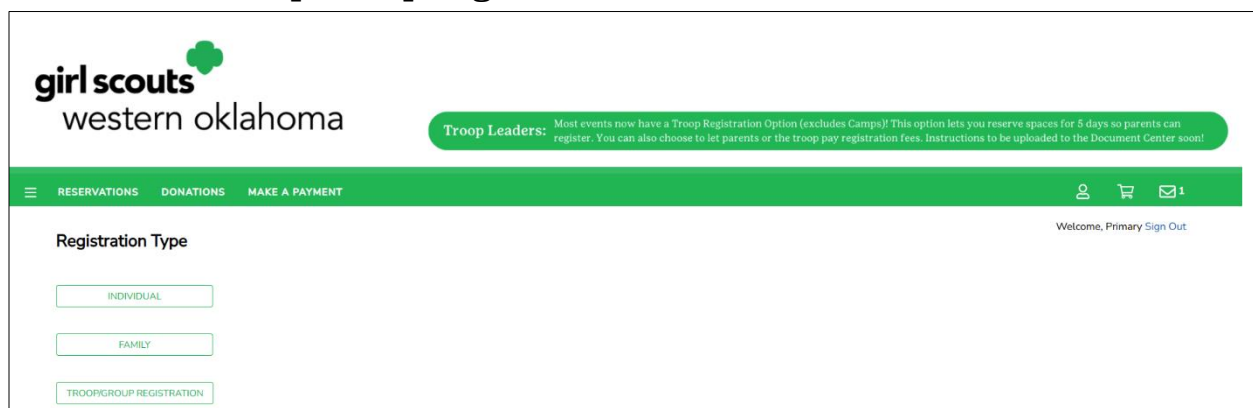 girl scouts
western oklahoma
Troop Leaders: Most events now have a Troop Registration Option (excludes Camps)! This option lets you reserve spaces for 5 days so parents can
register. You can also choose to let parents or the troop pay registration fees. Instructions to be uploaded to the Document Center soon!
RESERVATIONS DONATIONS MAKE A PAYMENT 1
Welcome, Primary Sign Out
Registration Type
INDIVIDUAL
FAMILY
TROOP/GROUP REGISTRATION